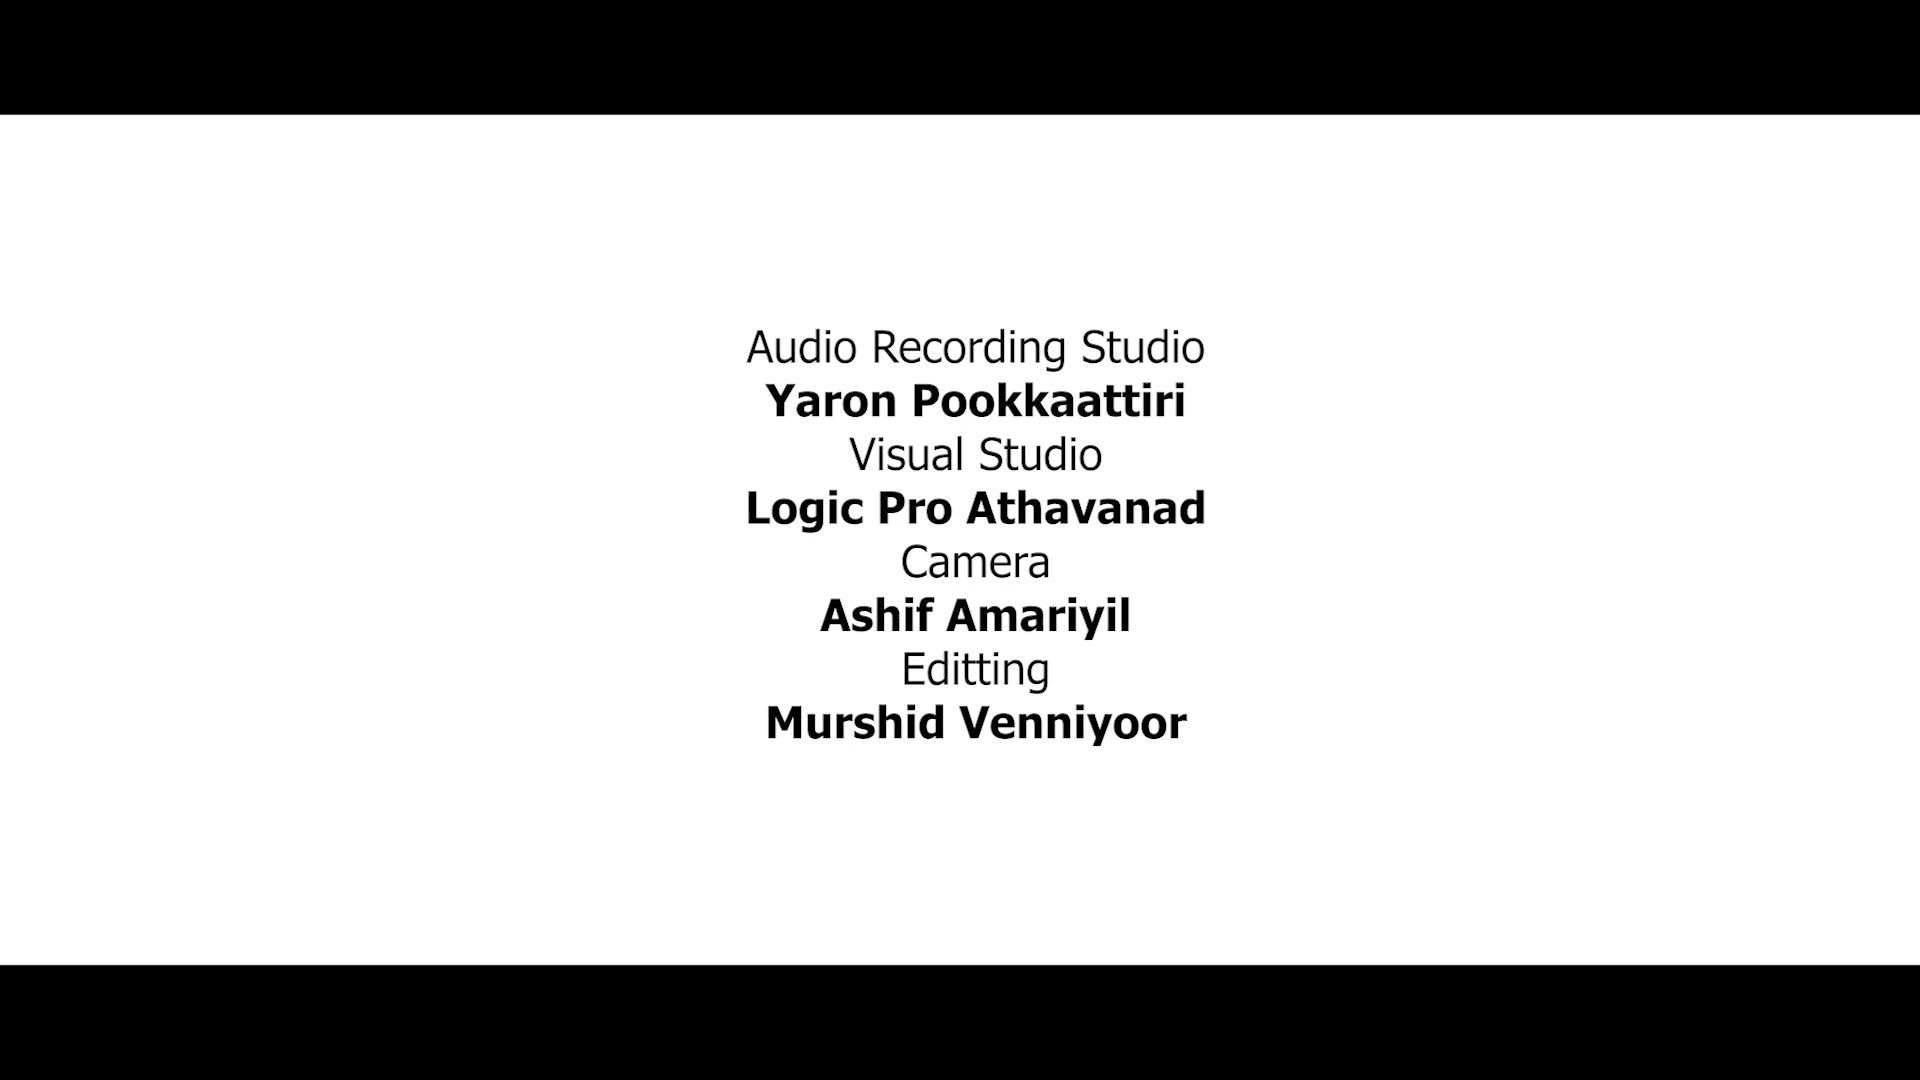 Audio Recording Studio
Yaron Pookkaattiri
Visual Studio
Logic Pro Athavanad
Camera
Ashif Amariyil
Editting
Murshid Venniyoor